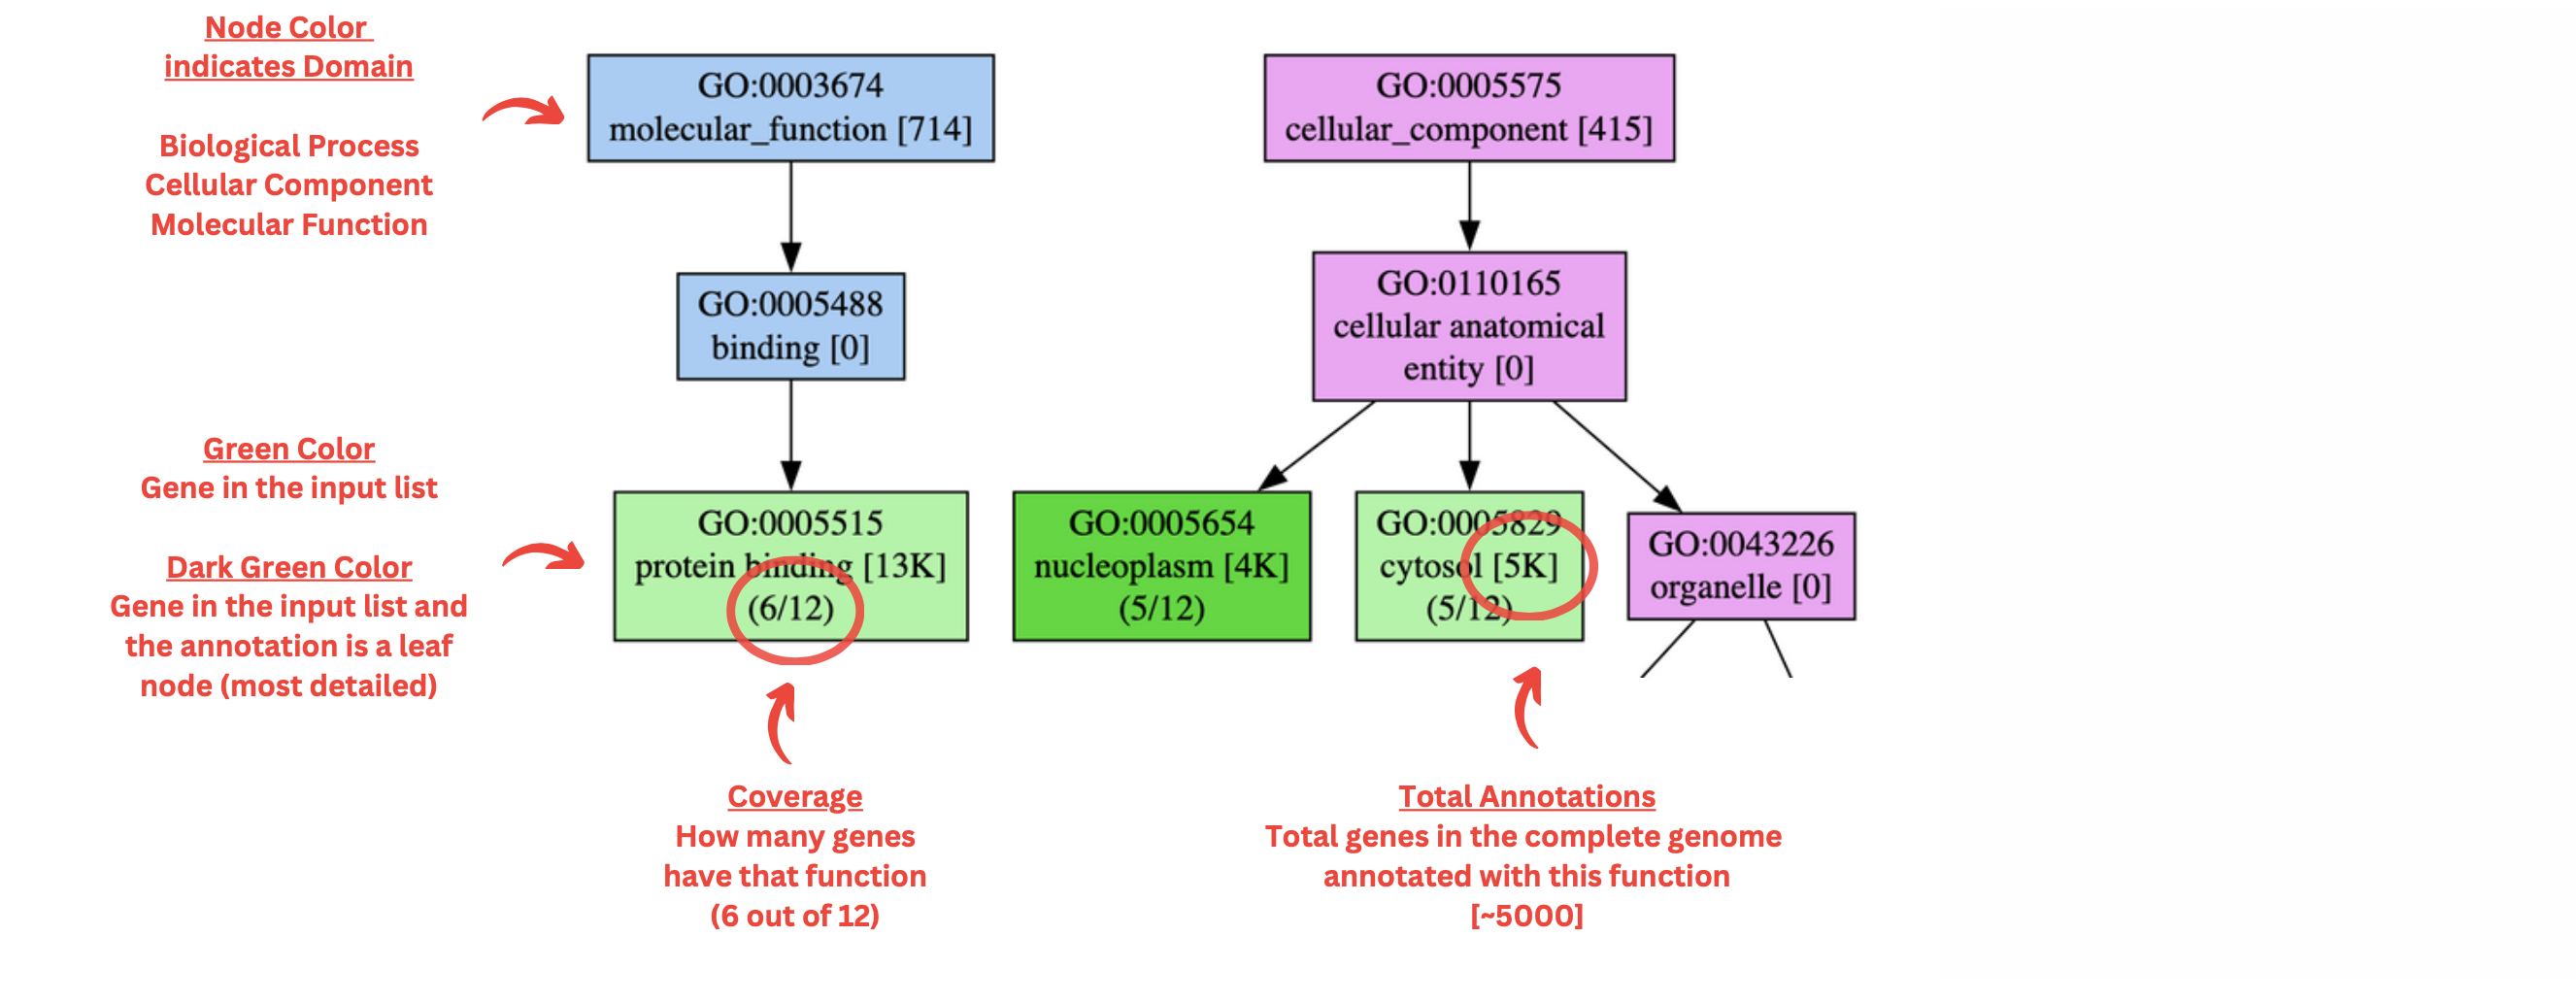 Node Color
indicates Domain
Biological Process
Cellular Component
Molecular Function
Green Color
Gene in the input list
Dark Green Color
Gene in the input list and
the annotation is a leaf
node (most detailed)
GO:0003674
molecular_function [714]
GO:0005488
binding [0]
GO:0005515
protein binding [13K]
(6/12)
GO:0005575
cellular_component [415]
GO:0110165
cellular anatomical
entity [0]
GO:0005654
nucleoplasm [4K]
(5/12)
GO:0005829
cytosol [5K]
(5/12)
GO:0043226
organelle [0]
Coverage
How many genes
have that function
(6 out of 12)
Total Annotations
Total genes in the complete genome
annotated with this function
[~5000]